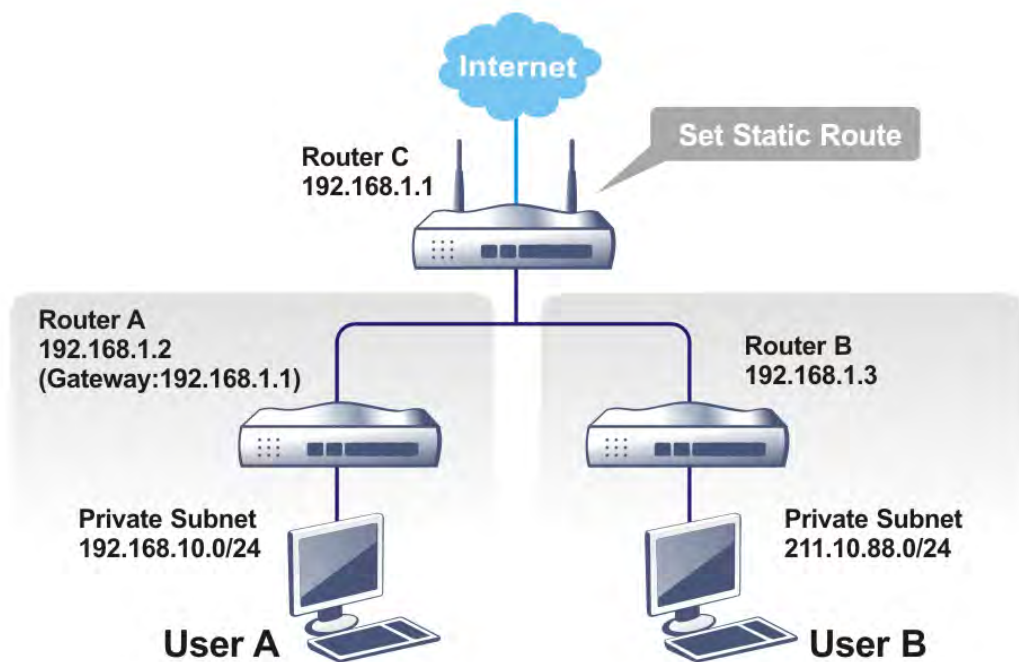 Internet
Set Static Route
Router C
192.168.1.1
Router A
192.168.1.2
(Gateway:192.168.1.1)
Router B
192.168.1.3
Private Subnet
192.168.10.0/24
Private Subnet
211.10.88.0/24
User A
User B